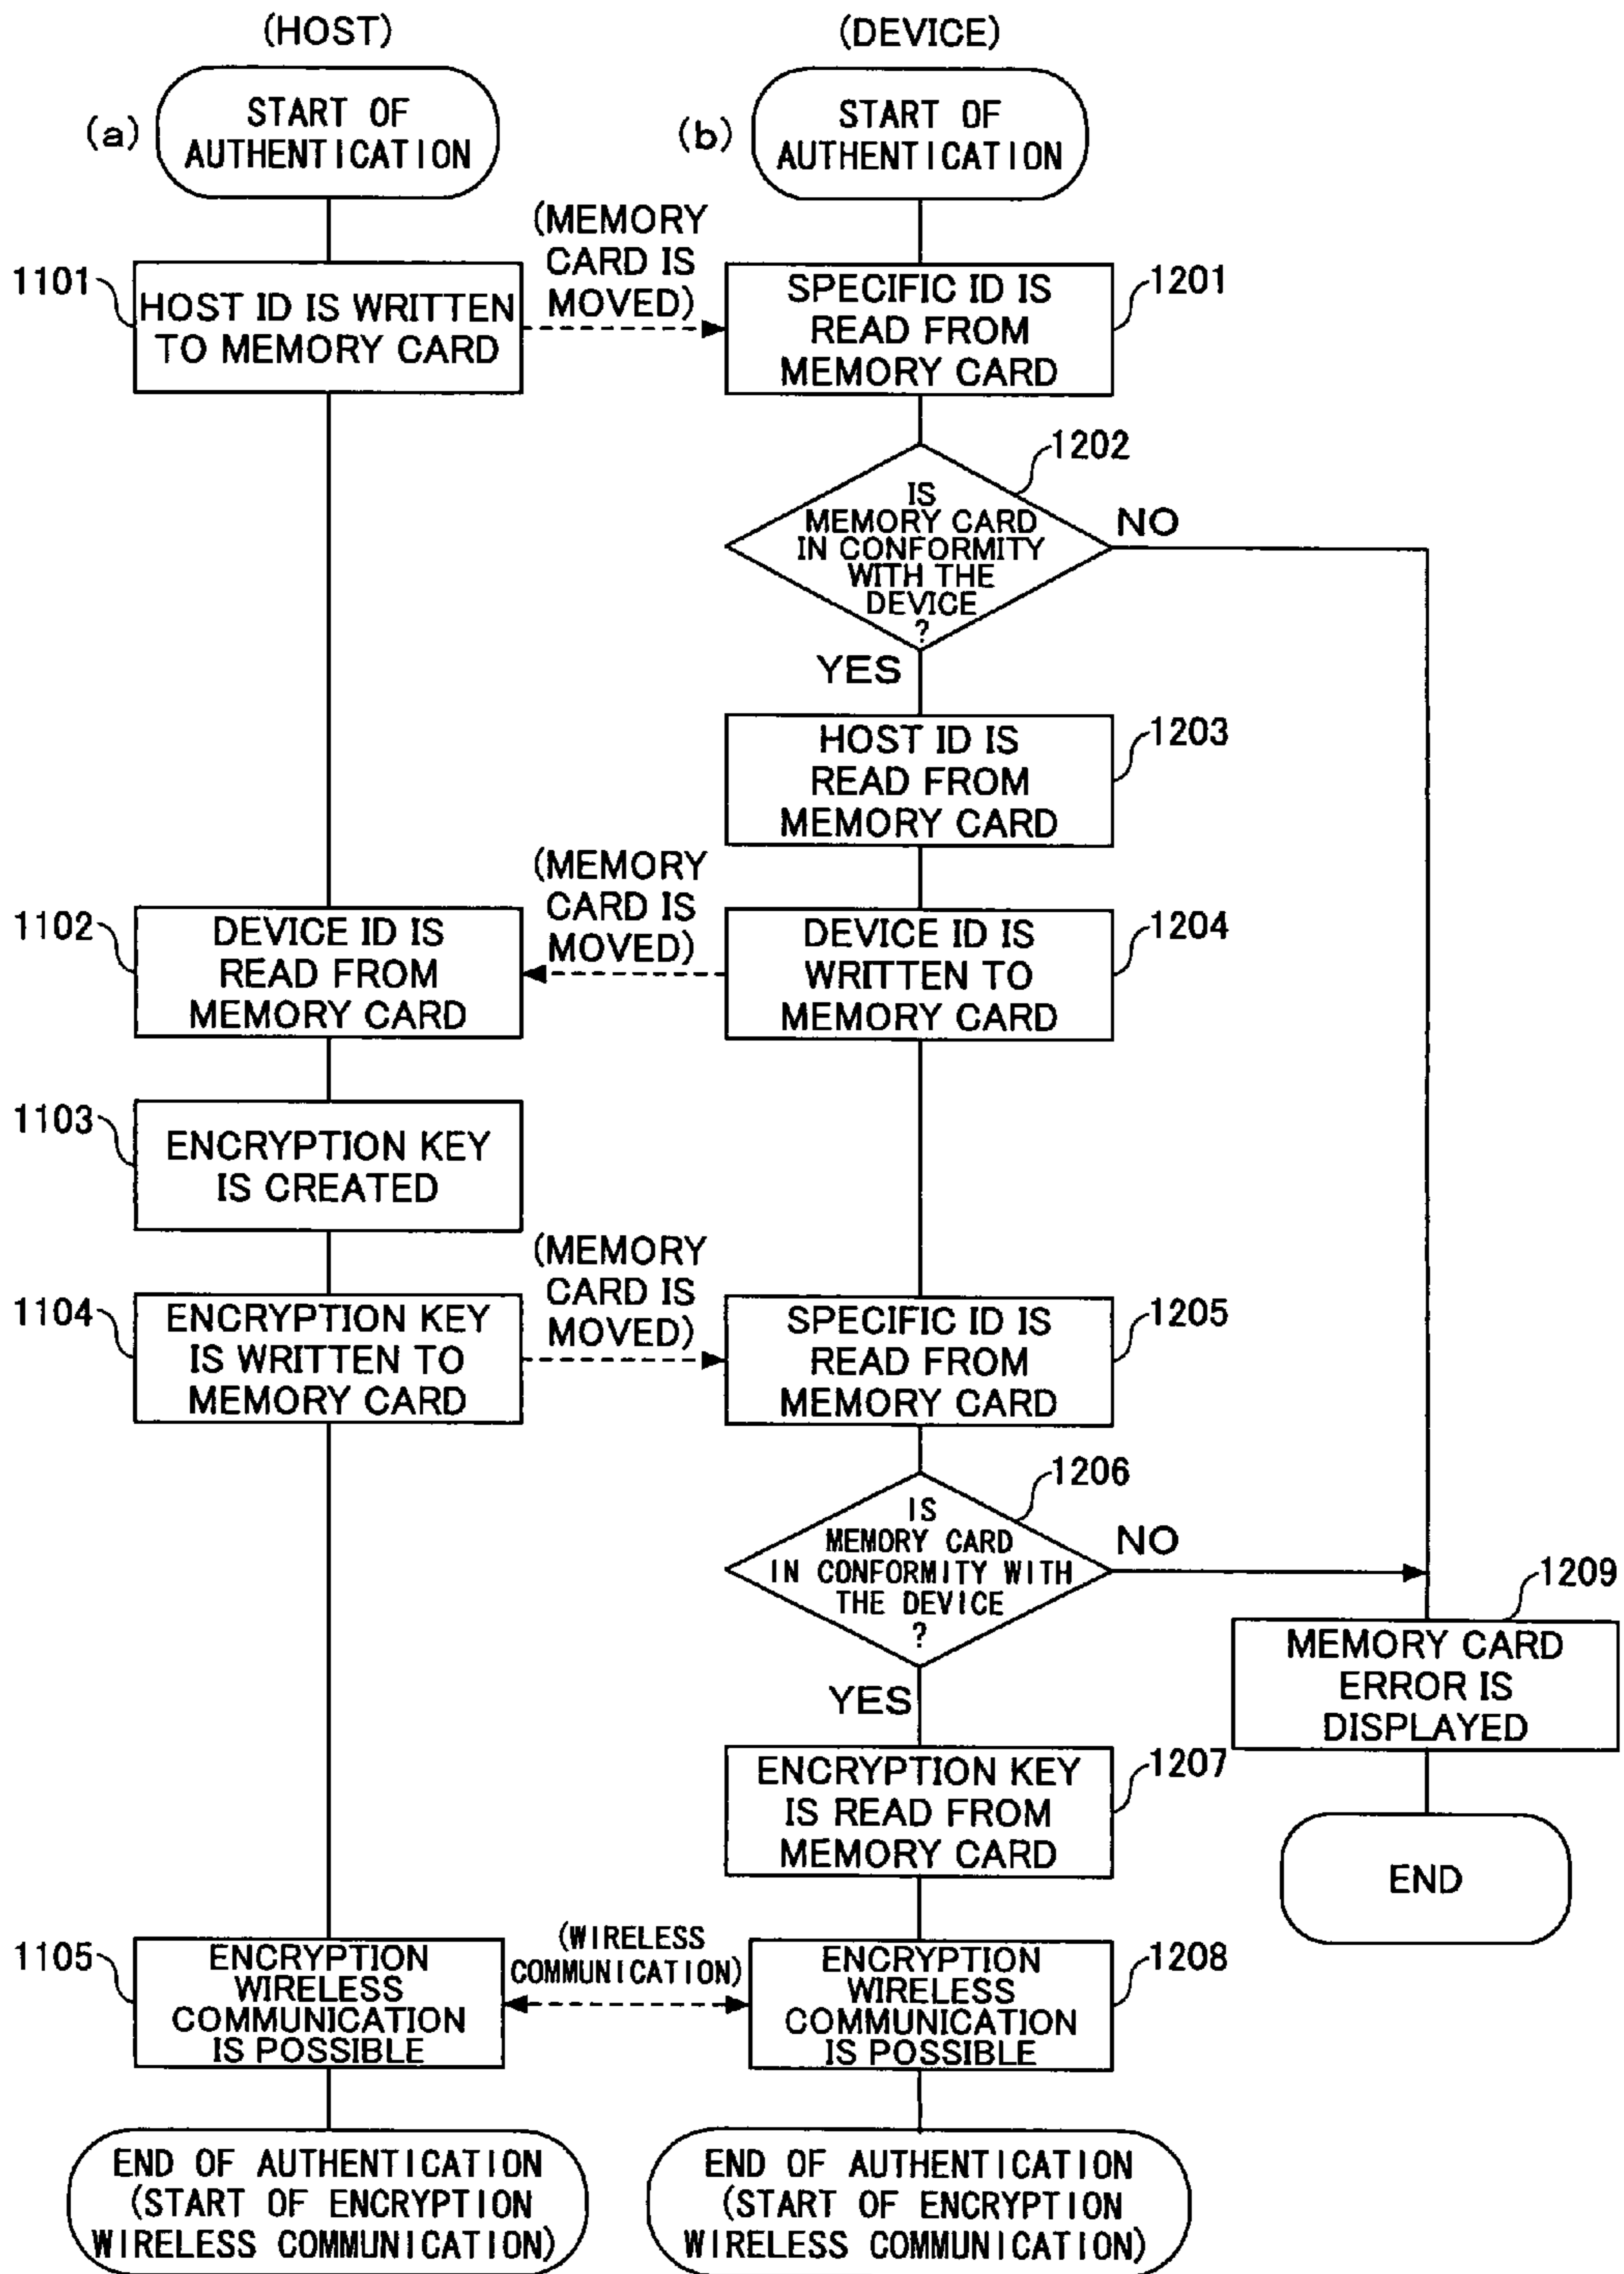 (HOST)
(DEVICE)
(a)
START OF
AUTHENTICATION
(b)
START OF
AUTHENTICATION
1101
HOST ID IS WRITTEN
TO MEMORY CARD
(MEMORY
CARD IS
MOVED)
SPECIFIC ID IS
READ FROM
MEMORY CARD
1201
1202
IS
MEMORY CARD
IN CONFORMITY
WITH THE
DEVICE
?
NO
YES
HOST ID IS
READ FROM
MEMORY CARD
1203
1102
DEVICE ID IS
READ FROM
MEMORY CARD
(MEMORY
CARD IS
MOVED)
DEVICE ID IS
WRITTEN TO
MEMORY CARD
1204
1103
ENCRYPTION KEY
IS CREATED
1104
ENCRYPTION KEY
IS WRITTEN TO
MEMORY CARD
(MEMORY
CARD IS
MOVED)
SPECIFIC ID IS
READ FROM
MEMORY CARD
1205
1206
IS
MEMORY CARD
IN CONFORMITY WITH
THE DEVICE
?
NO
YES
1209
MEMORY CARD
ERROR IS
DISPLAYED
ENCRYPTION KEY
IS READ FROM
MEMORY CARD
1207
END
1105
ENCRYPTION
WIRELESS
COMMUNICATION
IS POSSIBLE
(WIRELESS
COMMUNICATION)
ENCRYPTION
WIRELESS
COMMUNICATION
IS POSSIBLE
1208
END OF AUTHENTICATION
(START OF ENCRYPTION
WIRELESS COMMUNICATION)
END OF AUTHENTICATION
(START OF ENCRYPTION
WIRELESS COMMUNICATION)